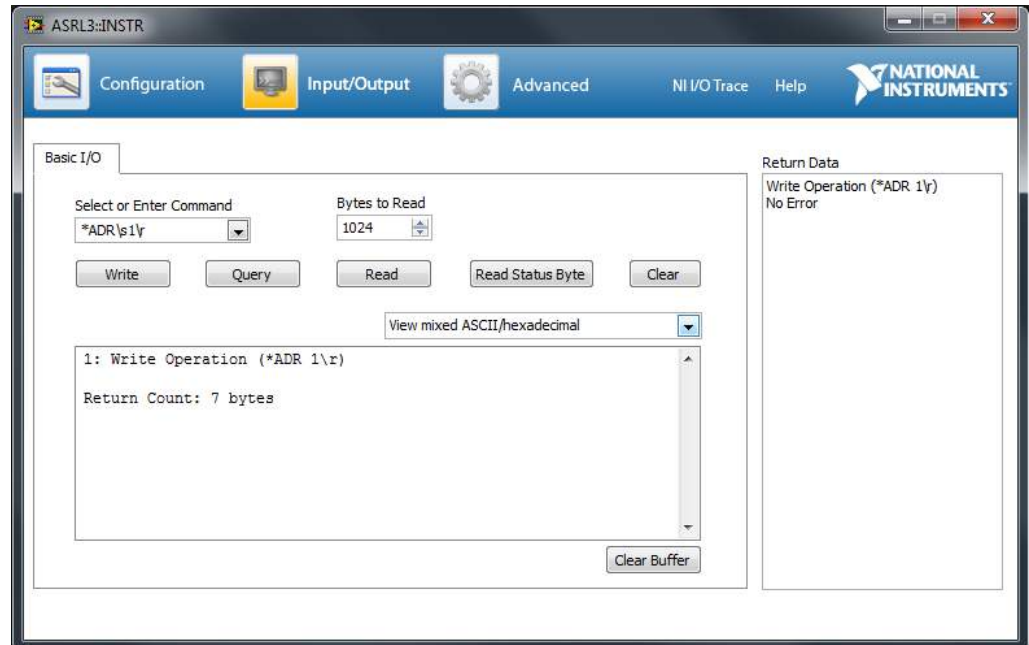 ASRL3::INSTR
Configuration Input/Output Advanced NI I/O Trace Help NATIONAL INSTRUMENTS
Basic I/O
Return Data
Write Operation (*ADR 1\r)
No Error
Select or Enter Command Bytes to Read
*ADR\s1\r 1024
Write Query Read Read Status Byte Clear
View mixed ASCII/hexadecimal
1: Write Operation (*ADR 1\r)
Return Count: 7 bytes
Clear Buffer